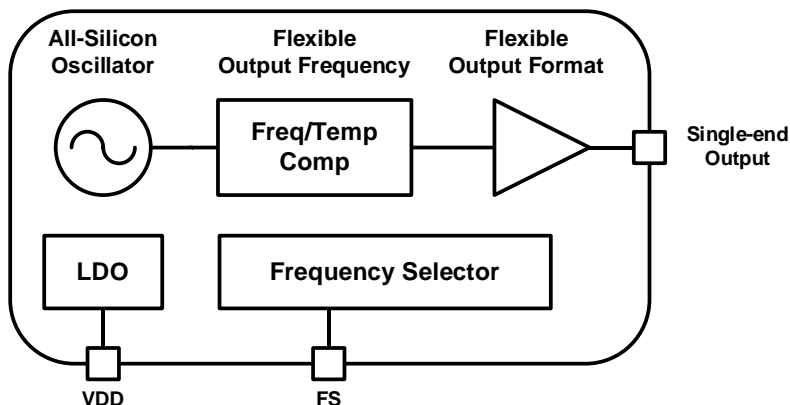 All-Silicon
Oscillator
Flexible
Output Frequency
Flexible
Output Format
Freq/Temp
Comp
Single-end
Output
LDO
Frequency Selector
VDD
FS